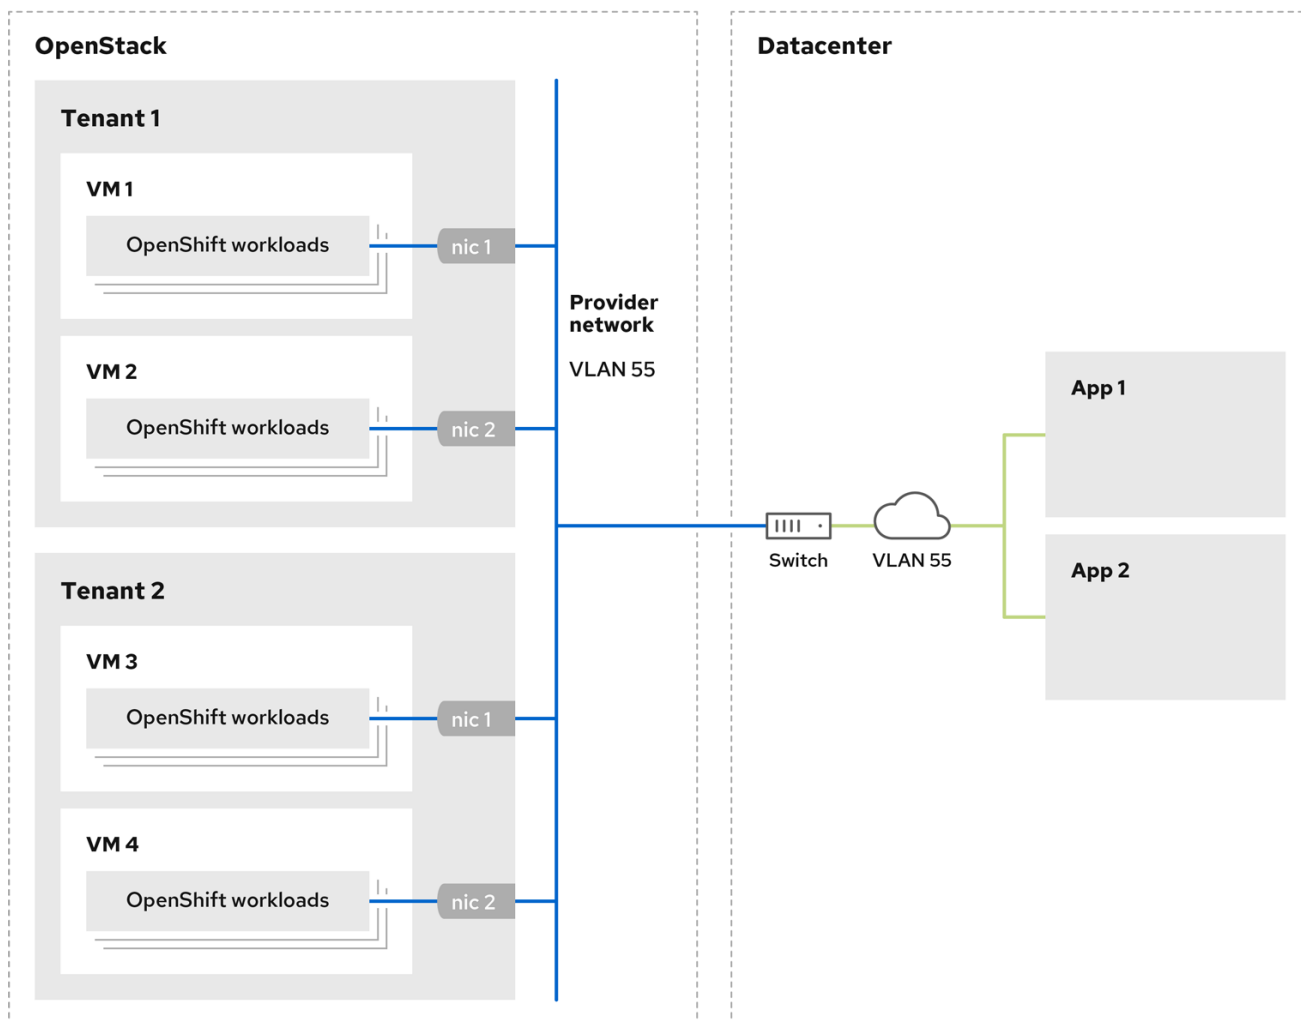 OpenStack
Tenant 1
VM 1
OpenShift workloads
nic 1
VM 2
OpenShift workloads
nic 2
Provider
network
VLAN 55
Tenant 2
VM 3
OpenShift workloads
nic 1
VM 4
OpenShift workloads
nic 2
Datacenter
Switch
VLAN 55
App 1
App 2